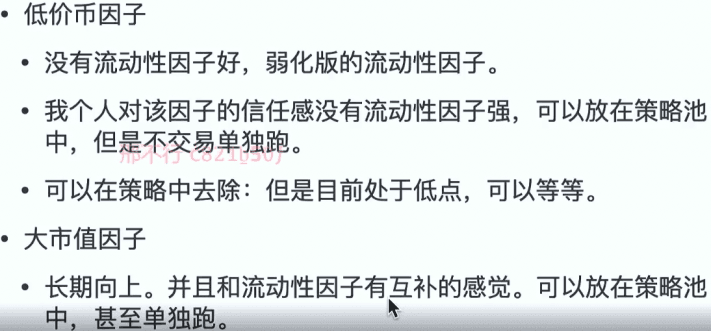 低价币因子
没有流动性因子好，弱化版的流动性因子。
我个人对该因子的信任感没有流动性因子强，可以放在策略池
中，但是不交易单独跑。
可以在策略中去除：但是目前处于低点，可以等等。
大市值因子
长期向上。并且和流动性因子有互补的感觉。可以放在策略池
中，甚至单独跑。